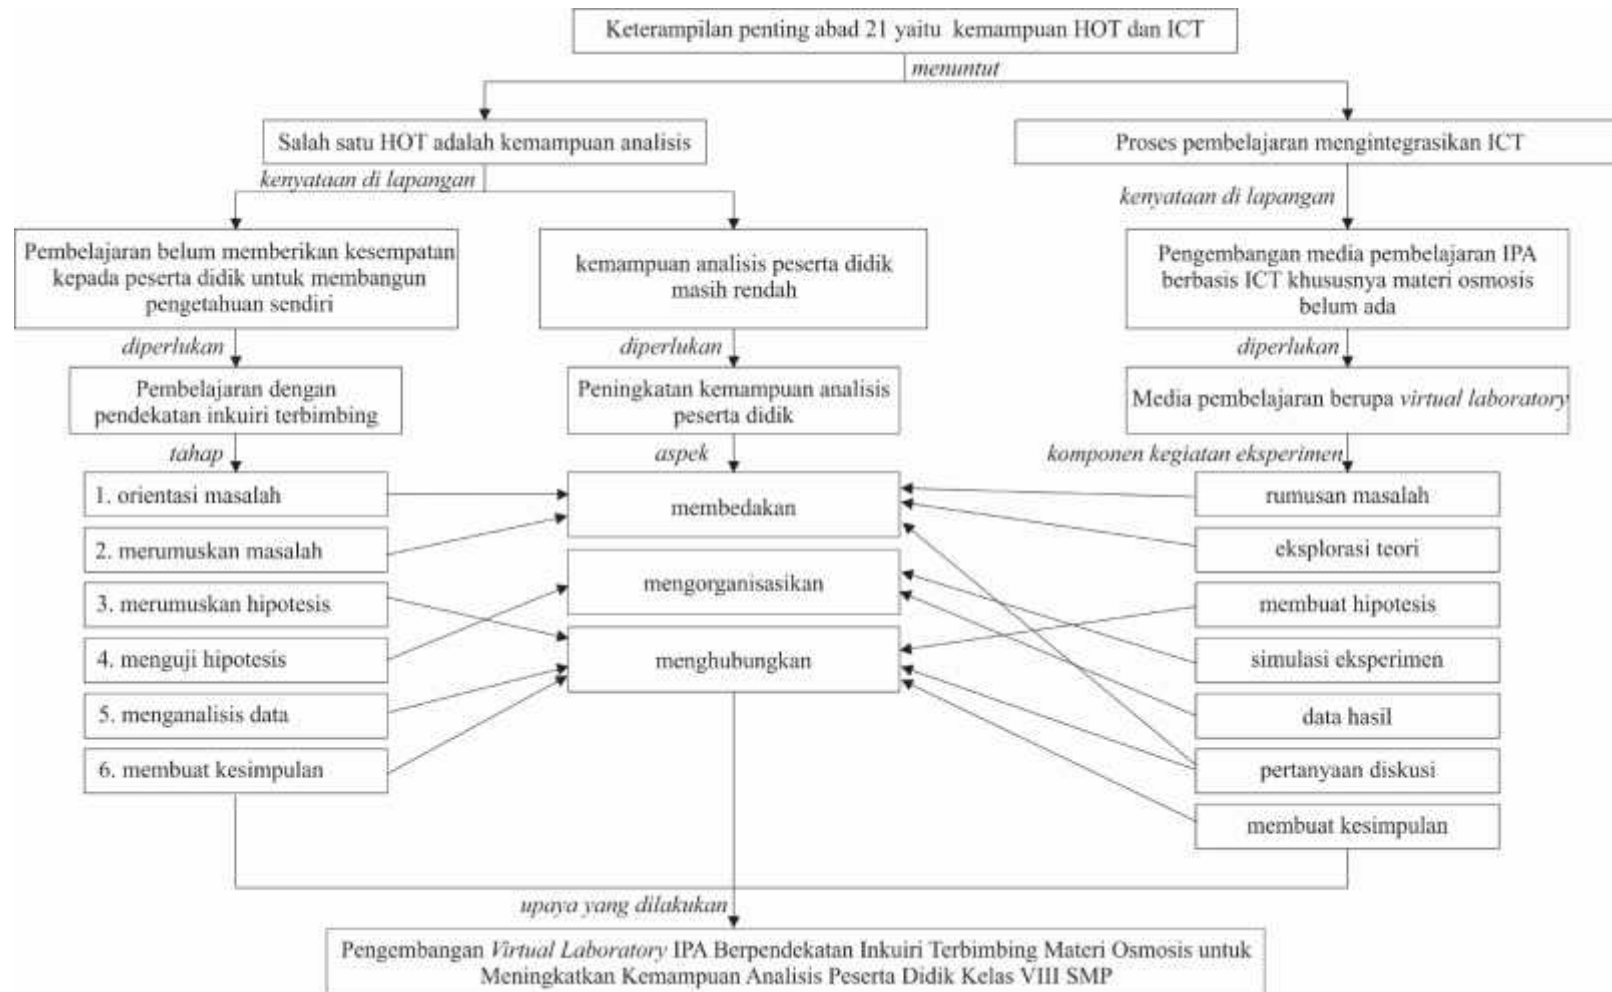 Keterampilan penting abad 21 yaitu kemampuan HOT dan ICT
menuntut
Salah satu HOT adalah kemampuan analisis
Proses pembelajaran mengintegrasikan ICT
kenyataan di lapangan
kenyataan di lapangan
Pembelajaran belum memberikan kesempatan
kepada peserta didik untuk membangun
pengetahuan sendiri
kemampuan analisis peserta didik
masih rendah
Pengembangan media pembelajaran IPA
berbasis ICT khususnya materi osmosis
belum ada
diperlukan
diperlukan
diperlukan
Pembelajaran dengan
pendekatan inkuiri terbimbing
Peningkatan kemampuan analisis
peserta didik
Media pembelajaran berupa virtual laboratory
tahap
aspek
komponen kegiatan eksperimen
1. orientasi masalah
2. merumuskan masalah
3. merumuskan hipotesis
4. menguji hipotesis
5. menganalisis data
6. membuat kesimpulan
membedakan
mengorganisasikan
menghubungkan
rumusan masalah
eksplorasi teori
membuat hipotesis
simulasi eksperimen
data hasil
pertanyaan diskusi
membuat kesimpulan
upaya yang dilakukan
Pengembangan Virtual Laboratory IPA Berpendekatan Inkuiri Terbimbing Materi Osmosis untuk
Meningkatkan Kemampuan Analisis Peserta Didik Kelas VIII SMP